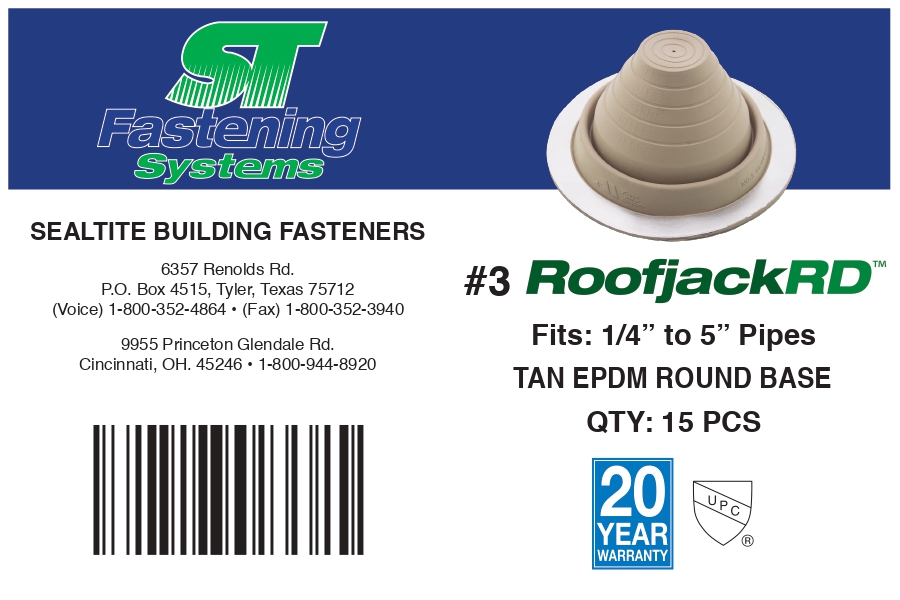 ST
Fastening
Systems
SEALTITE BUILDING FASTENERS
6357 Renolds Rd.
P.O. Box 4515, Tyler, Texas 75712
(Voice) 1-800-352-4864 • (Fax) 1-800-352-3940
9955 Princeton Glendale Rd.
Cincinnati, OH. 45246 • 1-800-944-8920
#3 RoofjackRD™
Fits: 1/4” to 5” Pipes
TAN EPDM ROUND BASE
QTY: 15 PCS
20
YEAR
WARRANTY
UPC
®